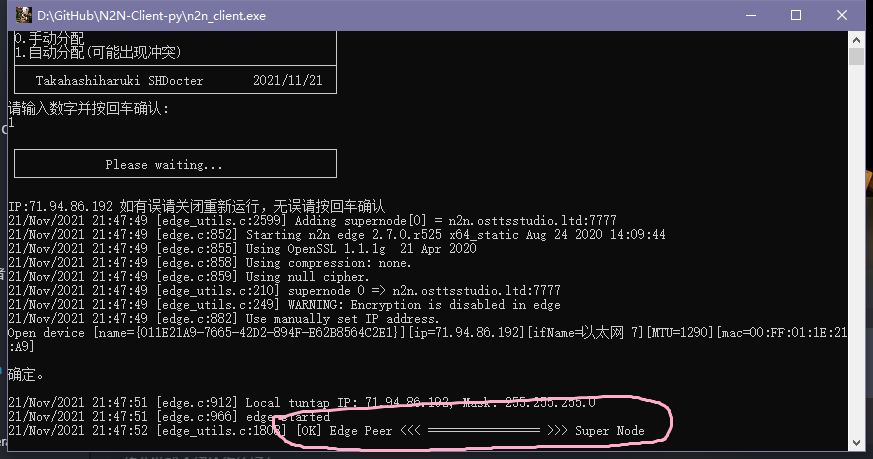 D:\GitHub\N2N-Client-py\n2n_client.exe
0.手动分配
1.自动分配(可能出现冲突)
Takahashiharuki SHDocter 2021/11/21
请输入数字并按回车确认:
1
Please waiting...
IP:71.94.86.192 如有误请关闭重新运行，无误请按回车确认
21/Nov/2021 21:47:49 [edge_utils.c:2599] Adding supernode[0] = n2n.osttsstudio.ltd:7777
21/Nov/2021 21:47:49 [edge.c:852] Starting n2n edge 2.7.0.r525 x64_static Aug 24 2020 14:09:44
21/Nov/2021 21:47:49 [edge.c:855] Using OpenSSL 1.1.1g  21 Apr 2020
21/Nov/2021 21:47:49 [edge.c:858] Using compression: none.
21/Nov/2021 21:47:49 [edge.c:859] Using null cipher.
21/Nov/2021 21:47:49 [edge_utils.c:210] supernode 0 => n2n.osttsstudio.ltd:7777
21/Nov/2021 21:47:49 [edge_utils.c:249] WARNING: Encryption is disabled in edge
21/Nov/2021 21:47:49 [edge.c:882] Use manually set IP address.
Open device [name={011E21A9-7665-42D2-894F-E62B8564C2E1}][ip=71.94.86.192][ifName=以太网 7][MTU=1290][mac=00:FF:01:1E:21
:A9]
确定。
21/Nov/2021 21:47:51 [edge.c:912] Local tuntap IP: 71.94.86.192, Mask: 255.255.255.0
21/Nov/2021 21:47:51 [edge.c:966] edge started
21/Nov/2021 21:47:52 [edge_utils.c:1808] [OK] Edge Peer <<< ================ >>> Super Node